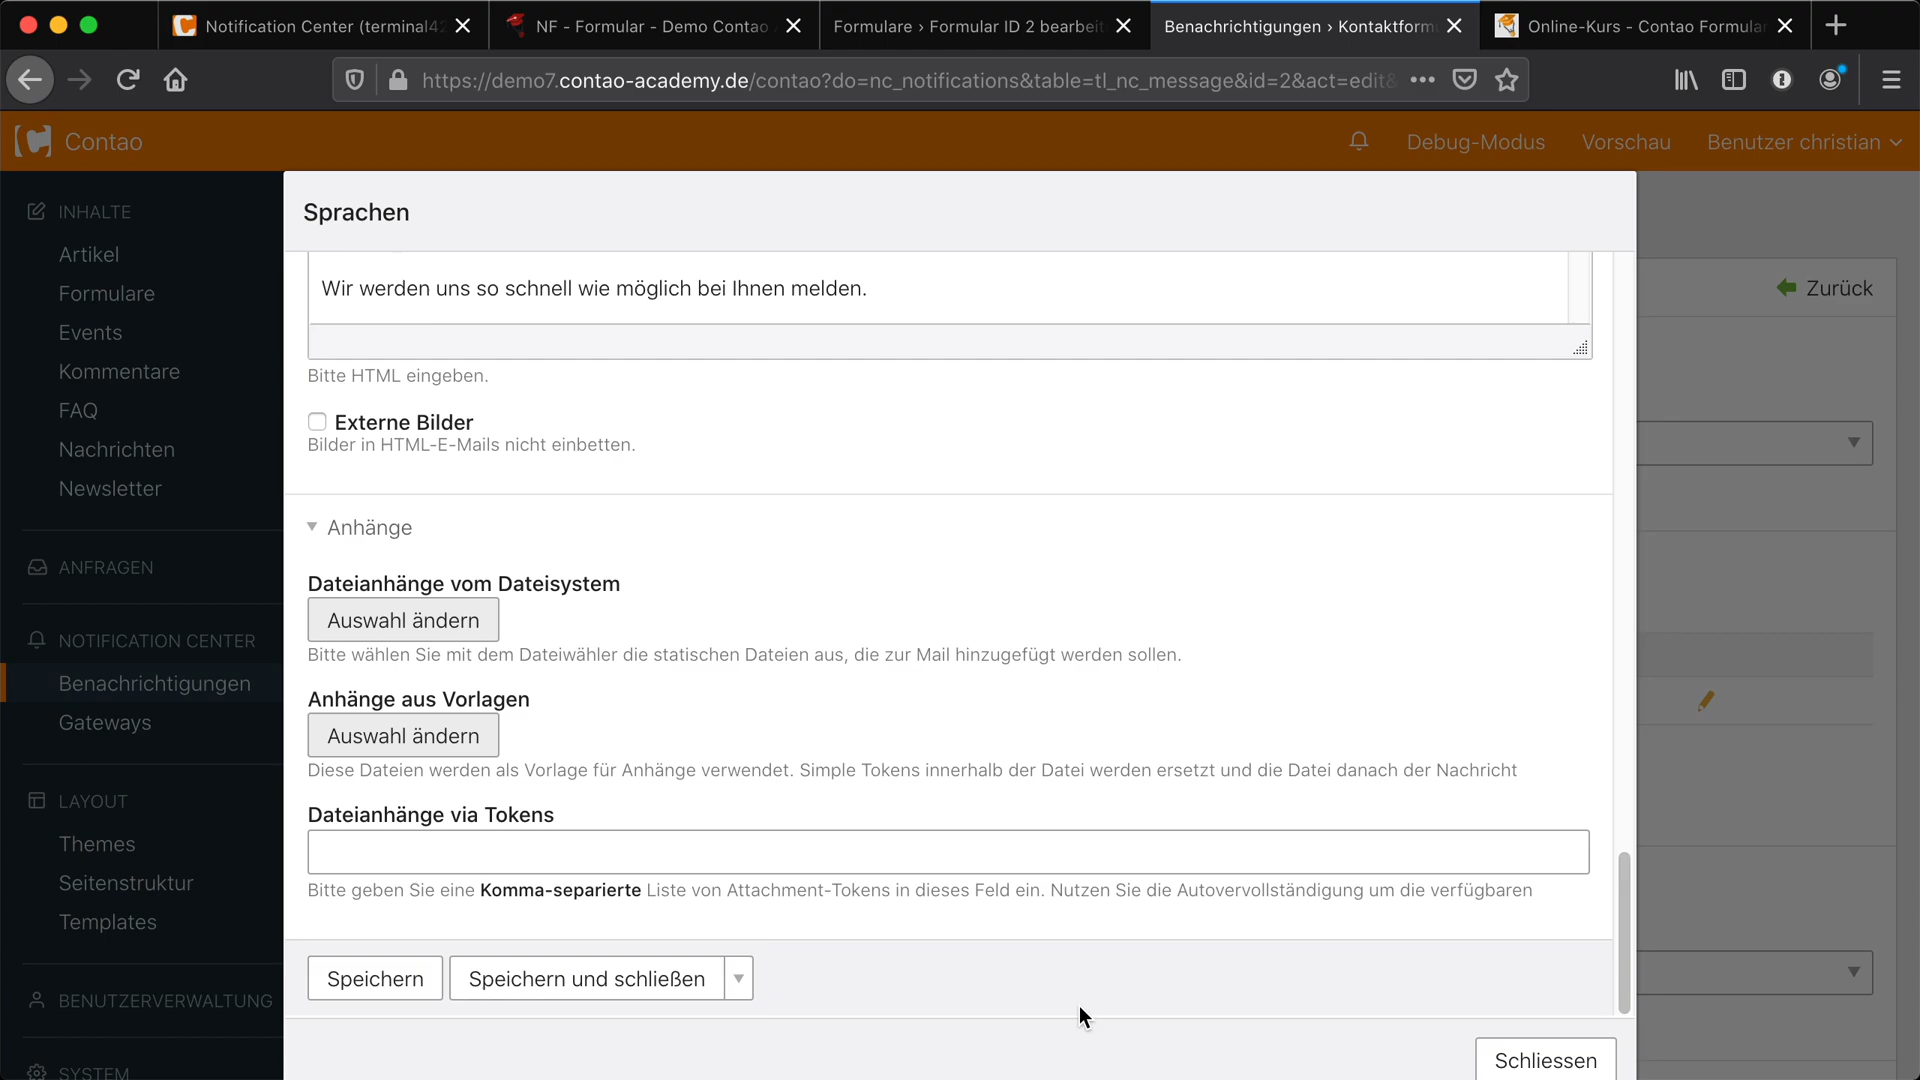 Notification Center (terminal42
NF - Formular - Demo Contao
Formulare › Formular ID 2 bearbeit
Benachrichtigungen › Kontaktform
Online-Kurs - Contao Formular
https://demo7.contao-academy.de/contao?do=nc_notifications&table=tl_nc_message&id=2&act=edit&
Contao
Debug-Modus
Vorschau
Benutzer christian
INHALTE
Artikel
Formulare
Events
Kommentare
FAQ
Nachrichten
Newsletter
ANFRAGEN
NOTIFICATION CENTER
Benachrichtigungen
Gateways
LAYOUT
Themes
Seitenstruktur
Templates
BENUTZERVERWALTUNG
SYSTEM
Zurück
Sprachen
Wir werden uns so schnell wie möglich bei Ihnen melden.
Bitte HTML eingeben.
Externe Bilder
Bilder in HTML-E-Mails nicht einbetten.
Anhänge
Dateianhänge vom Dateisystem
Auswahl ändern
Bitte wählen Sie mit dem Dateiwähler die statischen Dateien aus, die zur Mail hinzugefügt werden sollen.
Anhänge aus Vorlagen
Auswahl ändern
Diese Dateien werden als Vorlage für Anhänge verwendet. Simple Tokens innerhalb der Datei werden ersetzt und die Datei danach der Nachricht
Dateianhänge via Tokens
Bitte geben Sie eine Komma-separierte Liste von Attachment-Tokens in dieses Feld ein. Nutzen Sie die Autovervollständigung um die verfügbaren
Speichern
Speichern und schließen
Schliessen